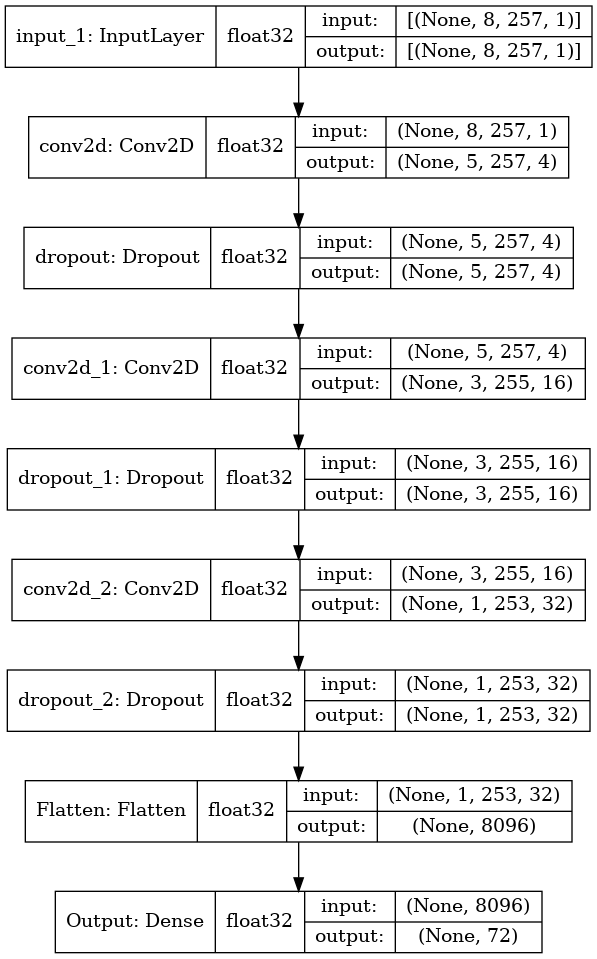 input_1: InputLayer float32 input: [(None, 8, 257, 1)]
output: [(None, 8, 257, 1)]
conv2d: Conv2D float32 input: (None, 8, 257, 1)
output: (None, 5, 257, 4)
dropout: Dropout float32 input: (None, 5, 257, 4)
output: (None, 5, 257, 4)
conv2d_1: Conv2D float32 input: (None, 5, 257, 4)
output: (None, 3, 255, 16)
dropout_1: Dropout float32 input: (None, 3, 255, 16)
output: (None, 3, 255, 16)
conv2d_2: Conv2D float32 input: (None, 3, 255, 16)
output: (None, 1, 253, 32)
dropout_2: Dropout float32 input: (None, 1, 253, 32)
output: (None, 1, 253, 32)
Flatten: Flatten float32 input: (None, 1, 253, 32)
output: (None, 8096)
Output: Dense float32 input: (None, 8096)
output: (None, 72)